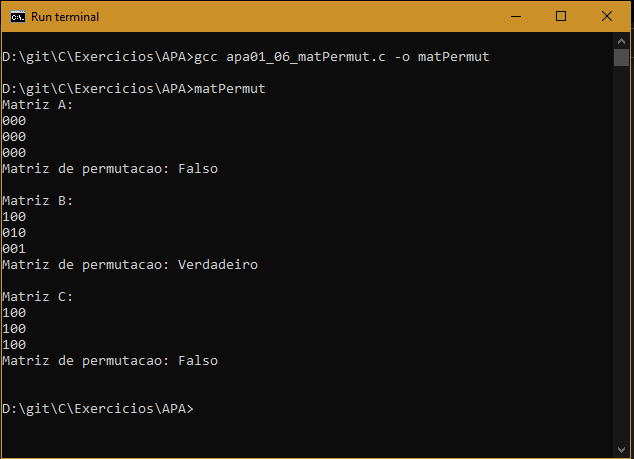 Run terminal
D:\git\C\Exercicios\APA>gcc apa01_06_matPermut.c -o matPermut
D:\git\C\Exercicios\APA>matPermut
Matriz A:
000
000
000
Matriz de permutacao: Falso
Matriz B:
100
010
001
Matriz de permutacao: Verdadeiro
Matriz C:
100
100
100
Matriz de permutacao: Falso
D:\git\C\Exercicios\APA>